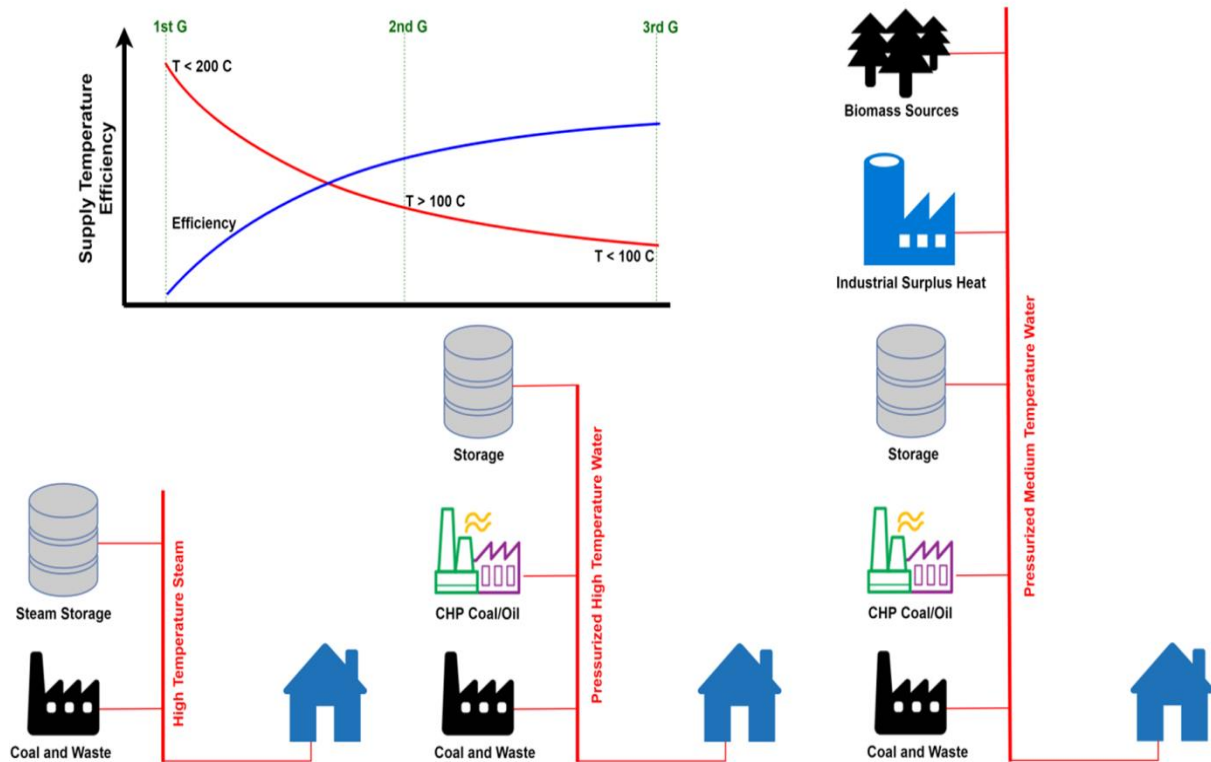 1st G
2nd G
3rd G
Supply Temperature
Efficiency
T < 200 C
Efficiency
T > 100 C
T < 100 C
Steam Storage
Coal and Waste
High Temperature Steam
Storage
CHP Coal/Oil
Coal and Waste
Pressurized High Temperature Water
Biomass Sources
Industrial Surplus Heat
Storage
CHP Coal/Oil
Coal and Waste
Pressurized Medium Temperature Water